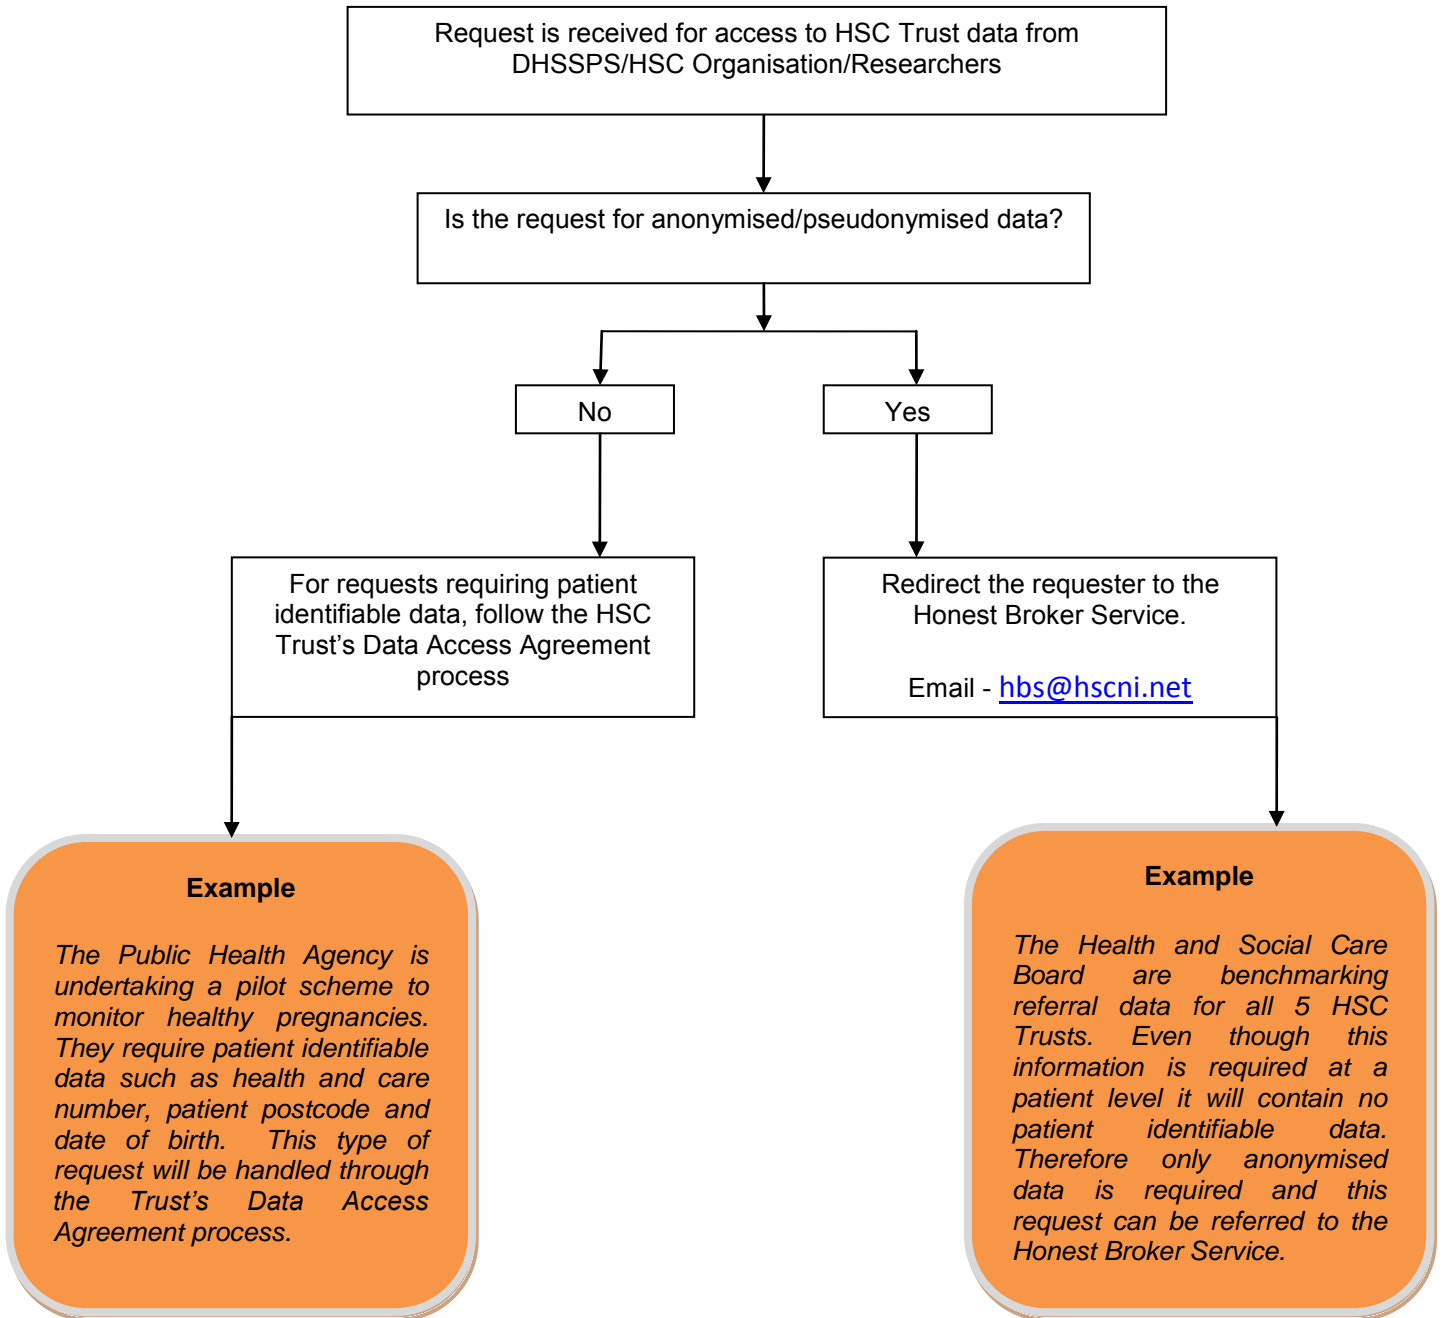 Request is received for access to HSC Trust data from
DHSSPS/HSC Organisation/Researchers
Is the request for anonymised/pseudonymised data?
No
Yes
For requests requiring patient
identifiable data, follow the HSC
Trust’s Data Access Agreement
process
Redirect the requester to the
Honest Broker Service.
Email - hbs@hscni.net
Example
The Public Health Agency is
undertaking a pilot scheme to
monitor healthy pregnancies.
They require patient identifiable
data such as health and care
number, patient postcode and
date of birth. This type of
request will be handled through
the Trust’s Data Access
Agreement process.
Example
The Health and Social Care
Board are benchmarking
referral data for all 5 HSC
Trusts. Even though this
information is required at a
patient level it will contain no
patient identifiable data.
Therefore only anonymised
data is required and this
request can be referred to the
Honest Broker Service.